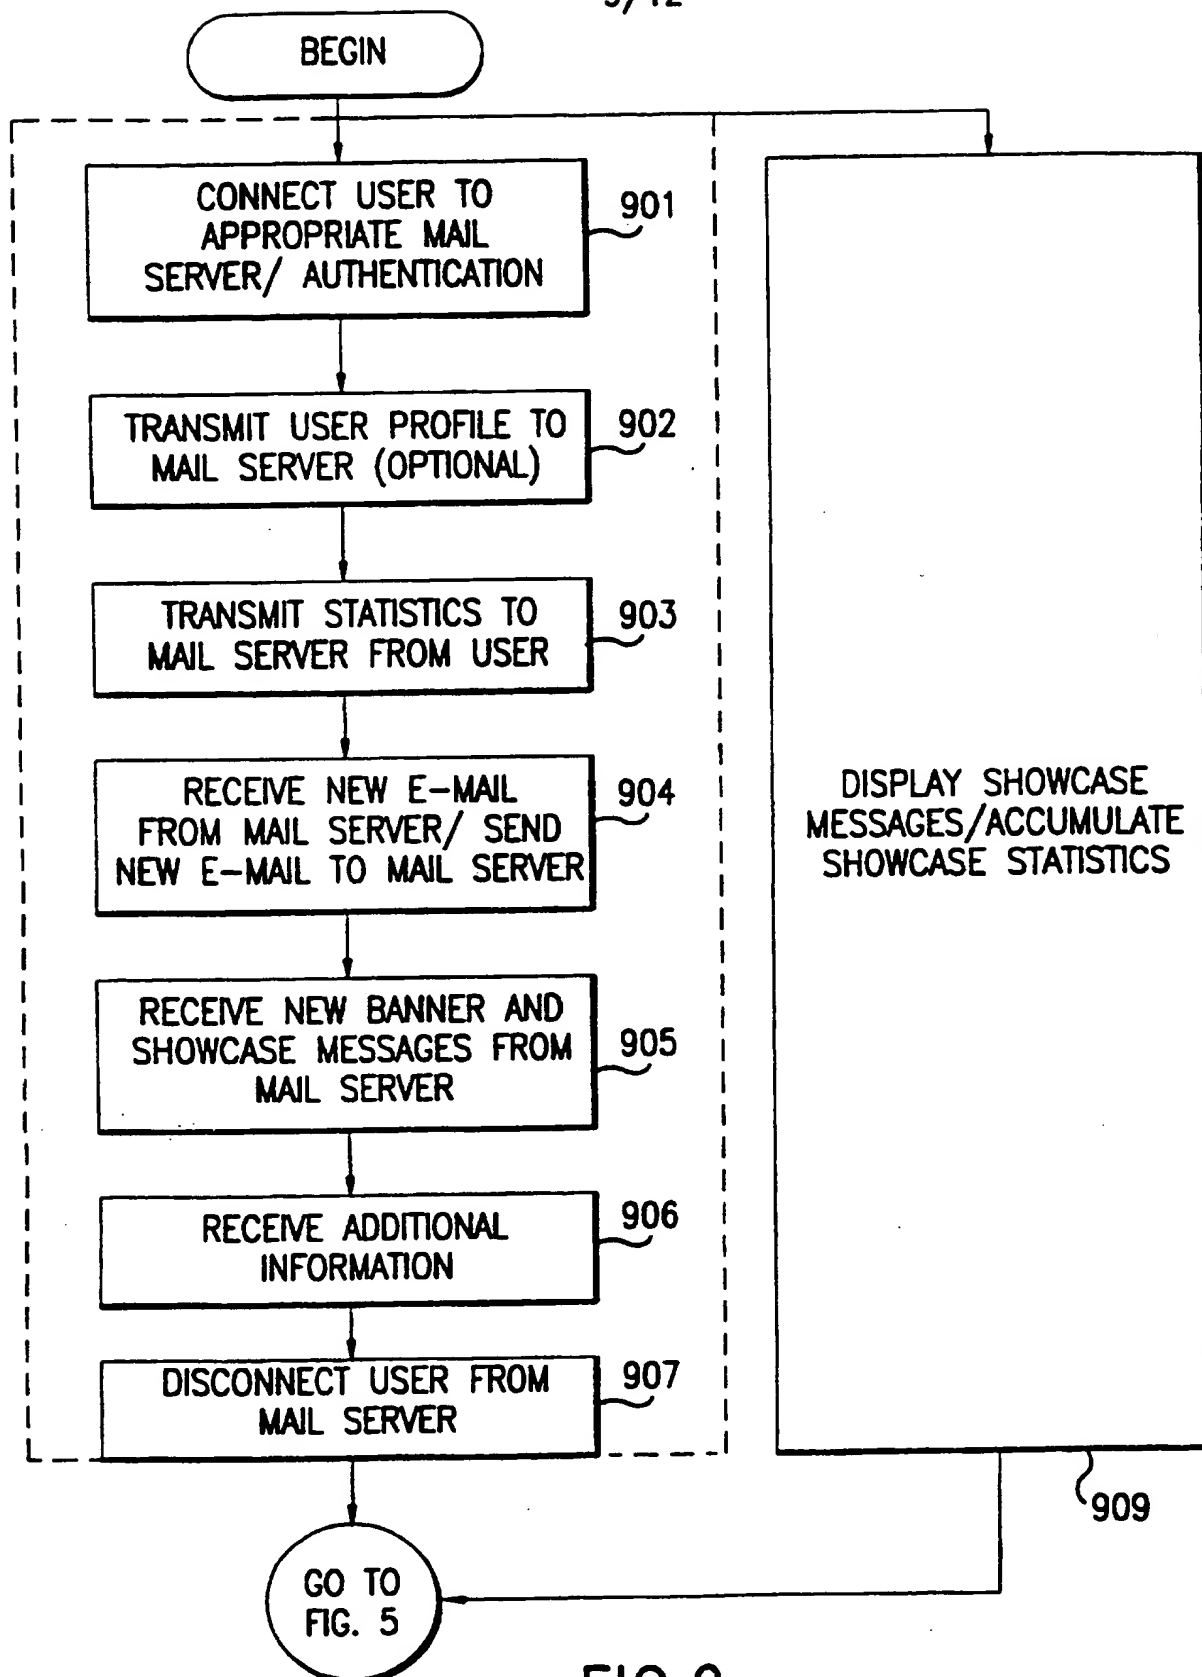 BEGIN
CONNECT USER TO
APPROPRIATE MAIL
SERVER/ AUTHENTICATION
901
TRANSMIT USER PROFILE TO
MAIL SERVER (OPTIONAL)
902
TRANSMIT STATISTICS TO
MAIL SERVER FROM USER
903
RECEIVE NEW E-MAIL
FROM MAIL SERVER/ SEND
NEW E-MAIL TO MAIL SERVER
904
RECEIVE NEW BANNER AND
SHOWCASE MESSAGES FROM
MAIL SERVER
905
RECEIVE ADDITIONAL
INFORMATION
906
DISCONNECT USER FROM
MAIL SERVER
907
DISPLAY SHOWCASE
MESSAGES/ACCUMULATE
SHOWCASE STATISTICS
909
GO TO
FIG. 5